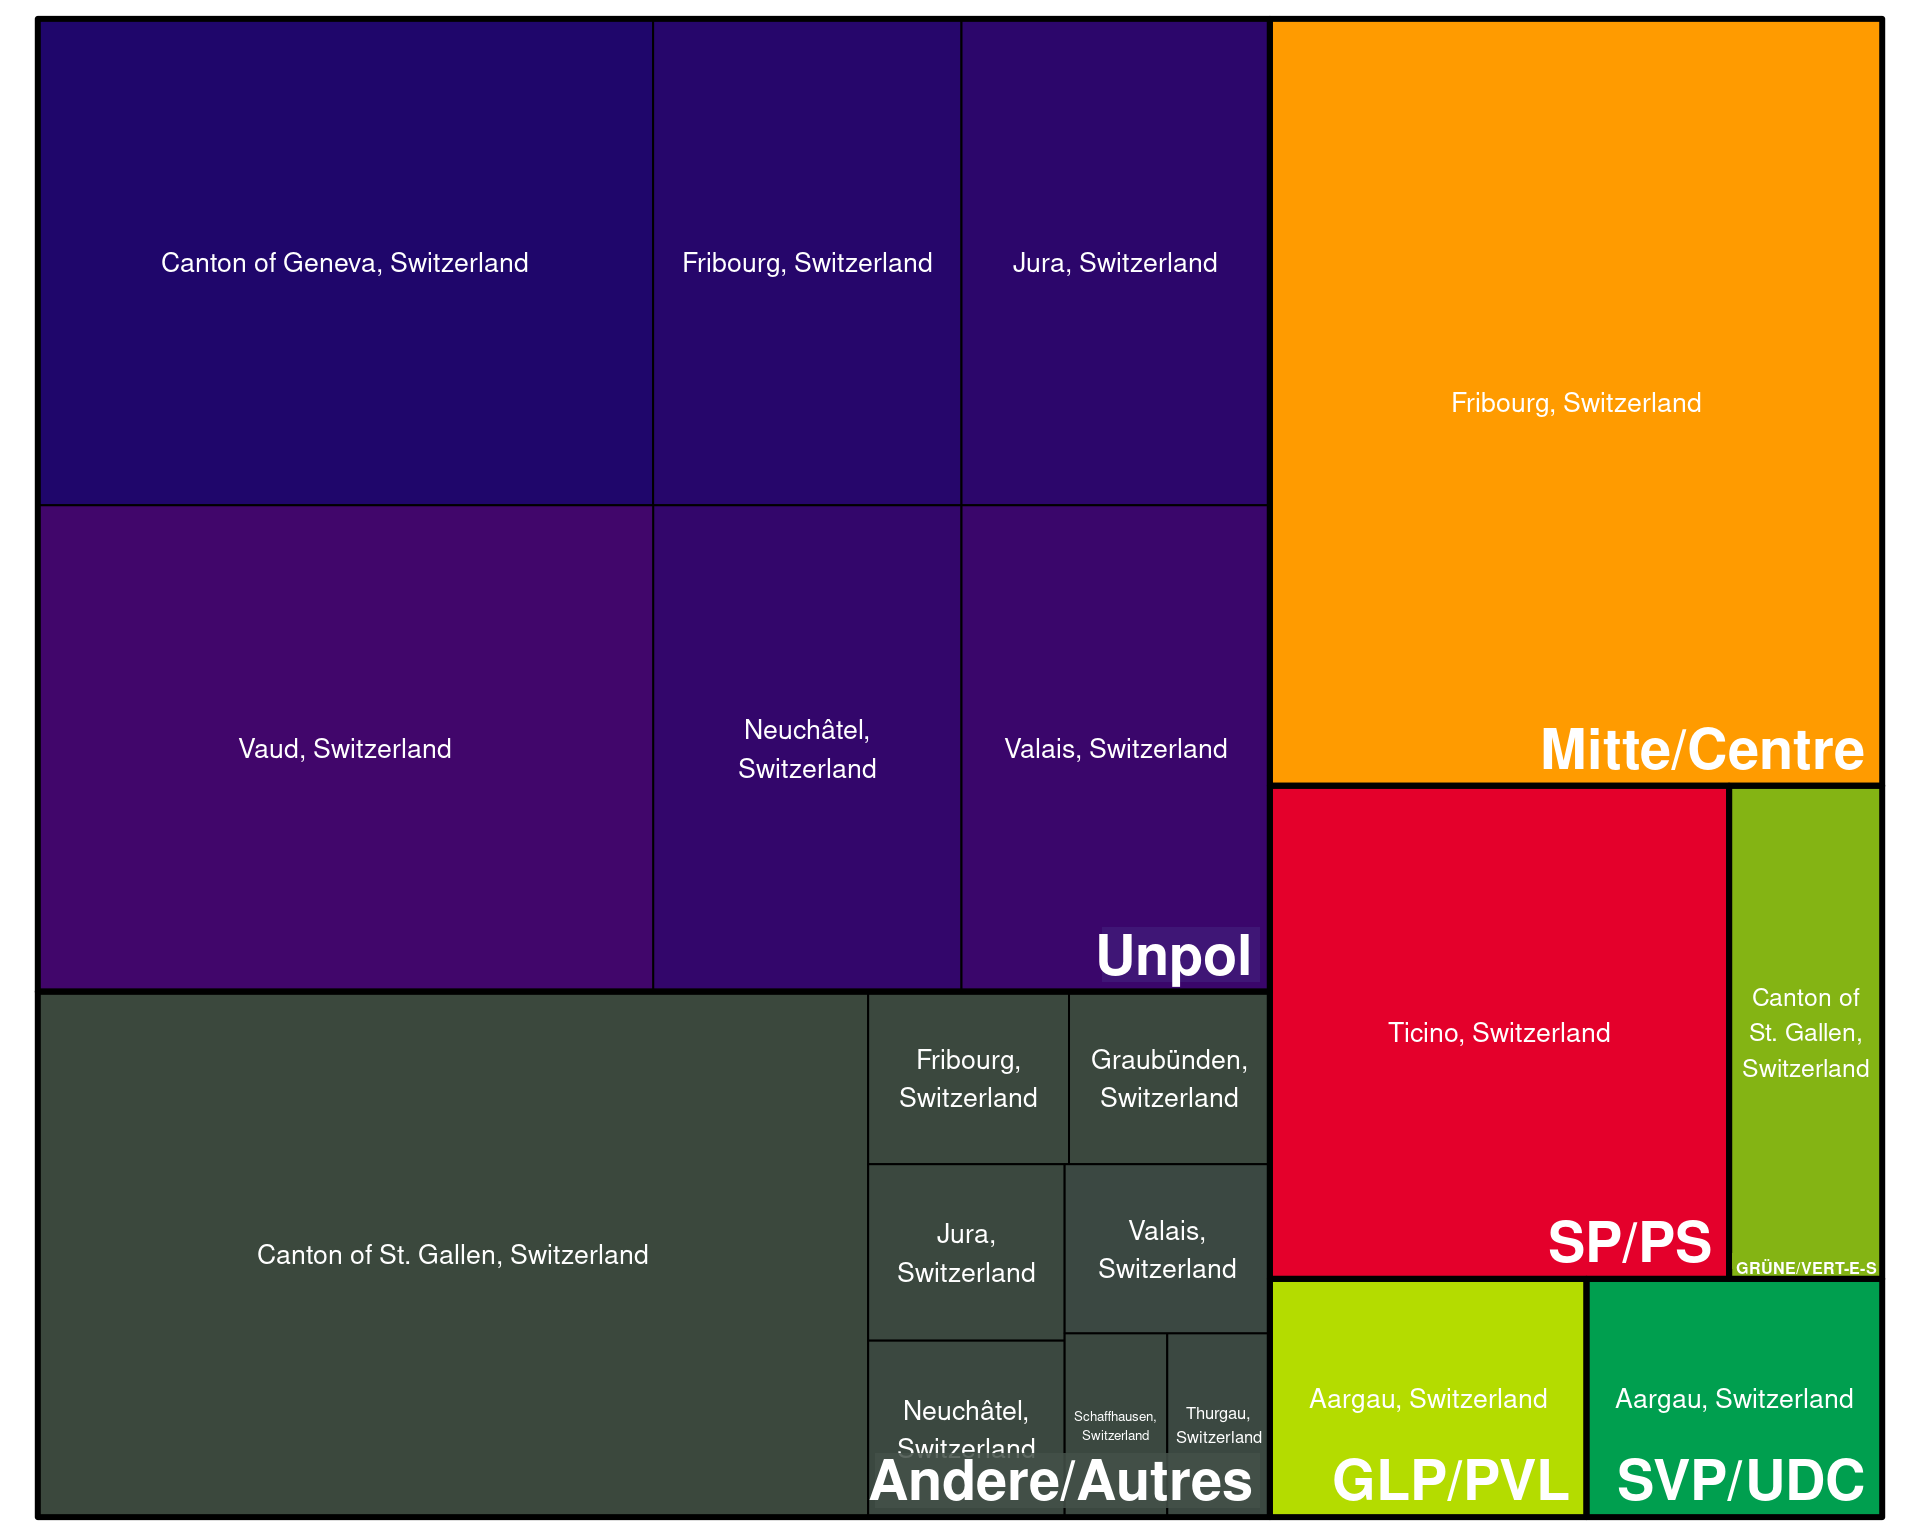 Canton of Geneva, Switzerland
Fribourg, Switzerland
Jura, Switzerland
Vaud, Switzerland
Neuchâtel,
Switzerland
Valais, Switzerland
Unpol
Fribourg, Switzerland
Mitte/Centre
Canton of St. Gallen, Switzerland
Fribourg,
Switzerland
Graubünden,
Switzerland
Jura,
Switzerland
Valais,
Switzerland
Neuchâtel,
Switzerland
Schaffhausen,
Switzerland
Thurgau,
Switzerland
Andere/Autres
Ticino, Switzerland
SP/PS
Canton of
St. Gallen,
Switzerland
GRÜNE/VERT-E-S
Aargau, Switzerland
GLP/PVL
Aargau, Switzerland
SVP/UDC